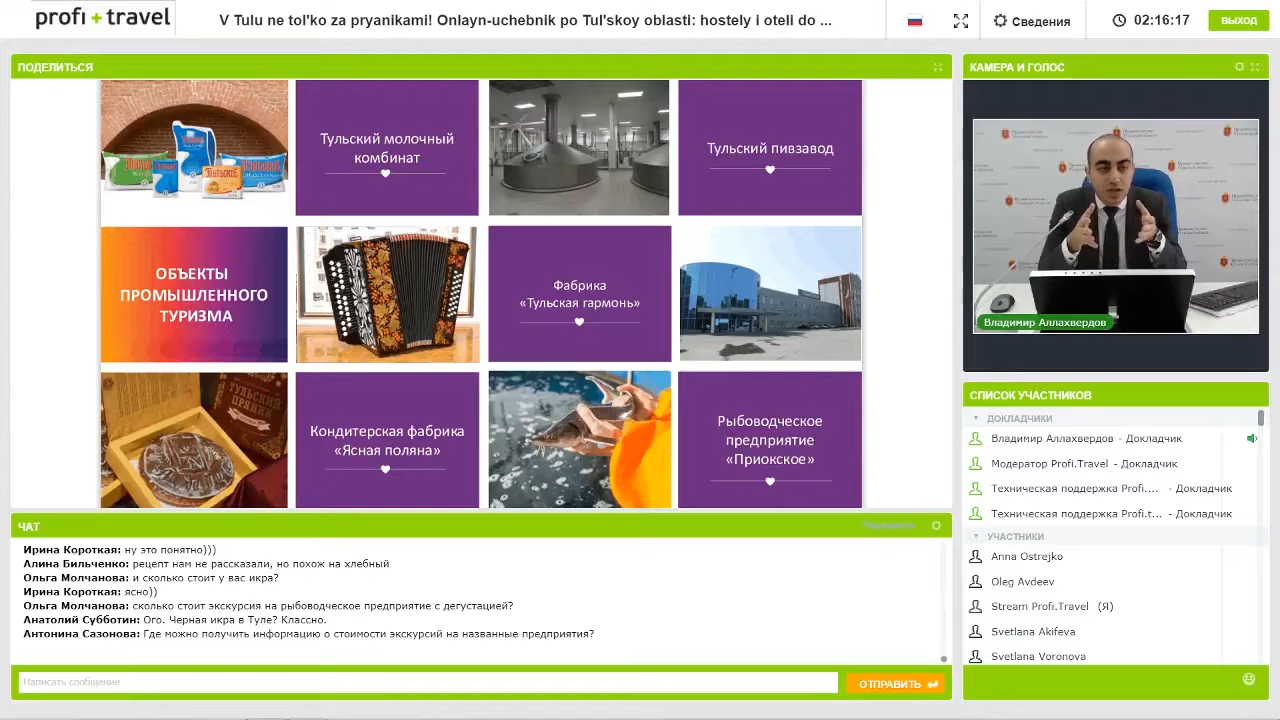 profi + travel
V Tulu ne tol'ko za pryanikami! Onlayn-uchebnik po Tul'skoy oblasti: hostely i oteli do ...
Сведения
02:16:17
ВЫХОД
ПОДЕЛИТЬСЯ
Тульский молочный
комбинат
Тульский пивзавод
ОБЪЕКТЫ
ПРОМЫШЛЕННОГО
ТУРИЗМА
Фабрика
«Тульская гармонь»
ТУЛЬСКИЙ
ПРЯНИК
Кондитерская фабрика
«Ясная поляна»
Рыбоводческое
предприятие
«Приокское»
КАМЕРА И ГОЛОС
Владимир Аллахвердов
СПИСОК УЧАСТНИКОВ
ДОКЛАДЧИКИ
Владимир Аллахвердов - Докладчик
Модератор Profi.Travel - Докладчик
Техническая поддержка Profi.... - Докладчик
Техническая поддержка Profi.t... - Докладчик
УЧАСТНИКИ
Anna Ostrejko
Oleg Avdeev
Stream Profi.Travel (Я)
Svetlana Akifeva
Svetlana Voronova
ЧАТ
Ирина Короткая: ну это понятно)))
Алина Бильченко: рецепт нам не рассказали, но похож на хлебный
Ольга Молчанова: и сколько стоит у вас икра?
Ирина Короткая: ясно))
Ольга Молчанова: сколько стоит экскурсия на рыбоводческое предприятие с дегустацией?
Анатолий Субботин: Ого. Черная икра в Туле? Классно.
Антонина Сазонова: Где можно получить информацию о стоимости экскурсий на названные предприятия?
Написать сообщение
ОТПРАВИТЬ